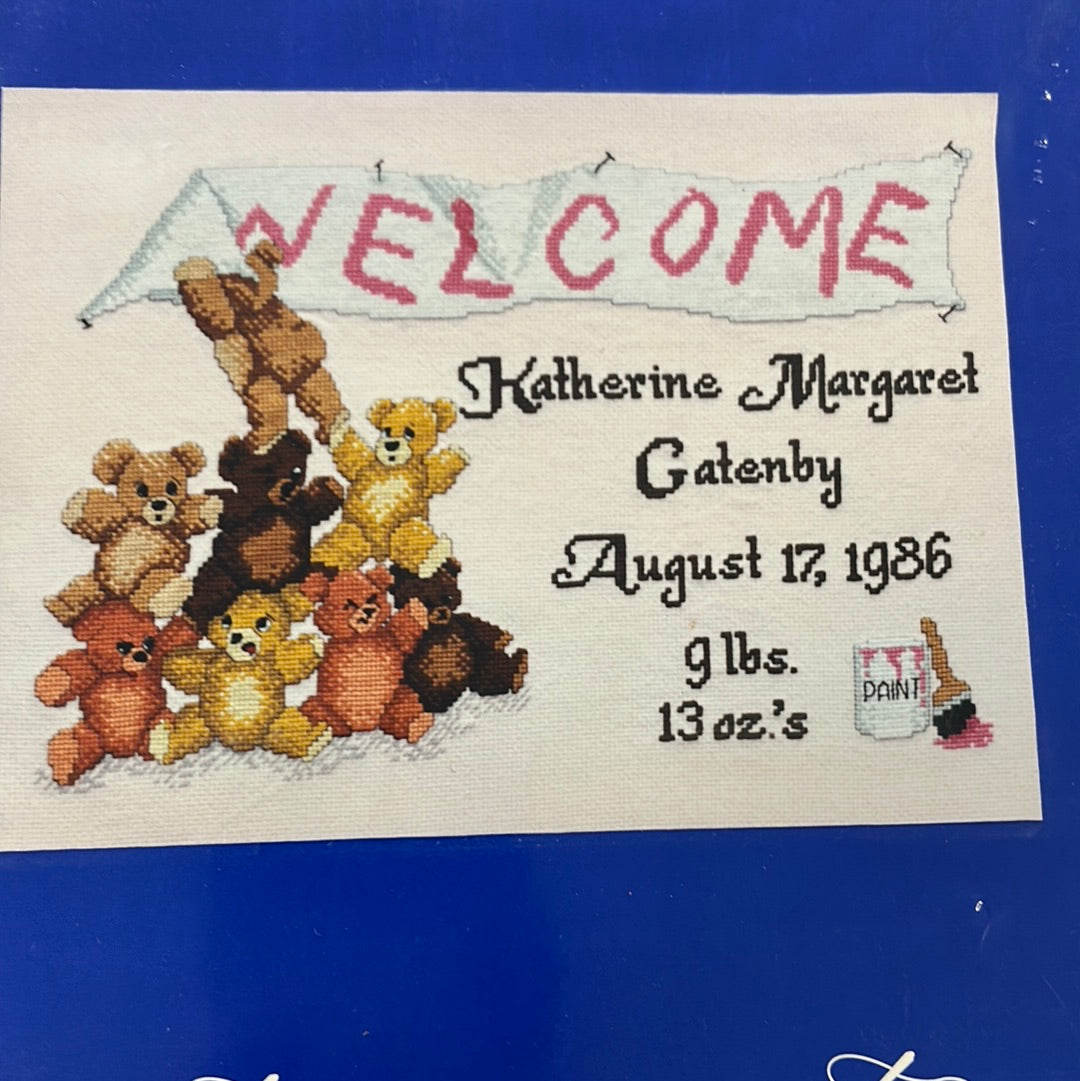 WELCOME
Katherine Margaret
Gatenby
August 17, 1986
9 lbs.
13 oz.'s
PAINT